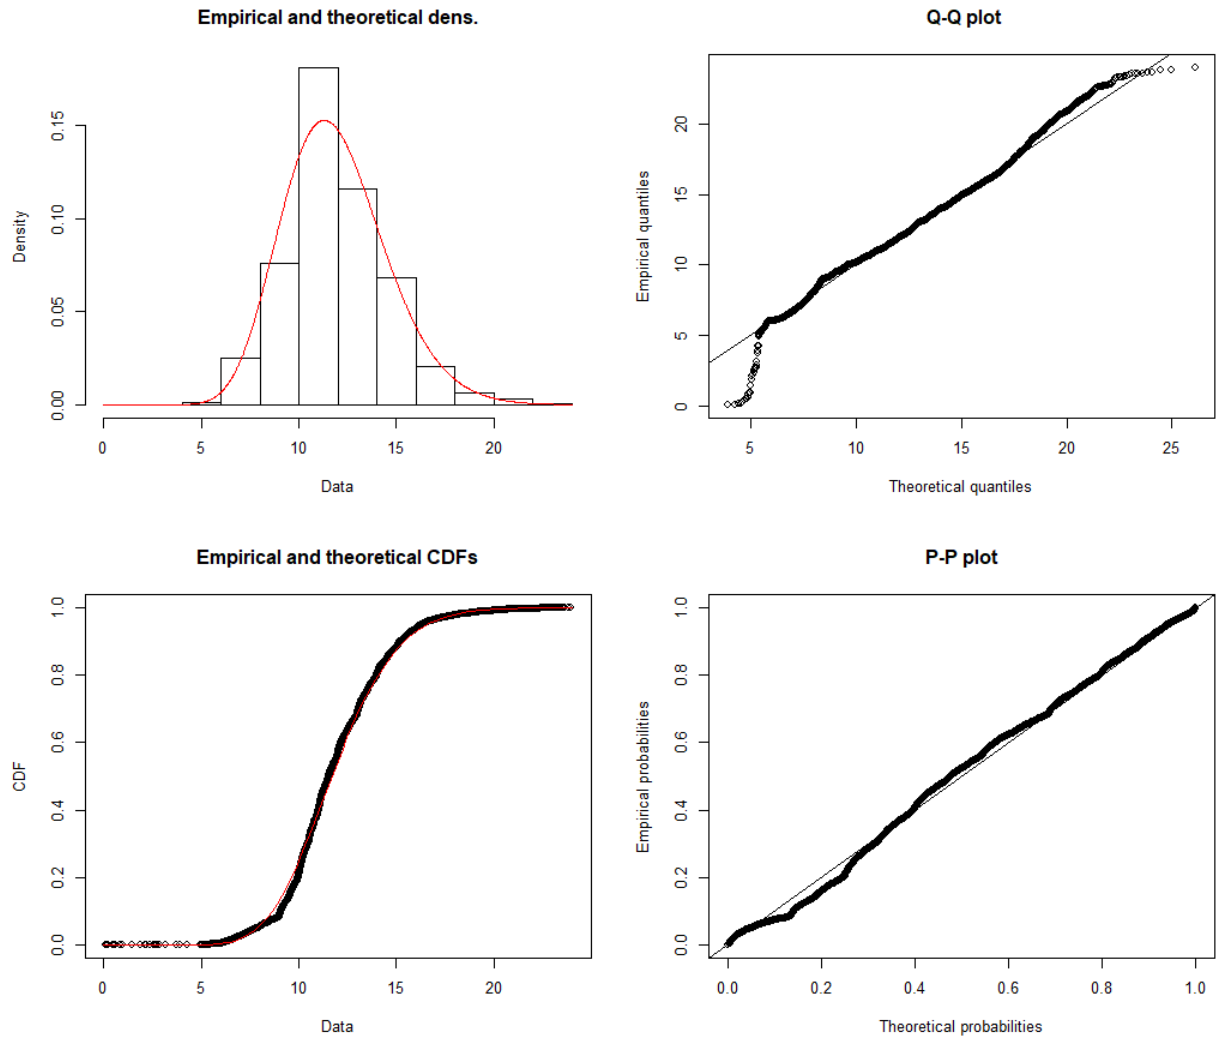 Empirical and theoretical dens.
Density
0.00 0.05 0.10 0.15
0 5 10 15 20
Data
Q-Q plot
Empirical quantiles
0 5 10 15 20
5 10 15 20 25
Theoretical quantiles
Empirical and theoretical CDFs
CDF
0.0 0.2 0.4 0.6 0.8 1.0
0 5 10 15 20
Data
P-P plot
Empirical probabilities
0.0 0.2 0.4 0.6 0.8 1.0
0.0 0.2 0.4 0.6 0.8 1.0
Theoretical probabilities